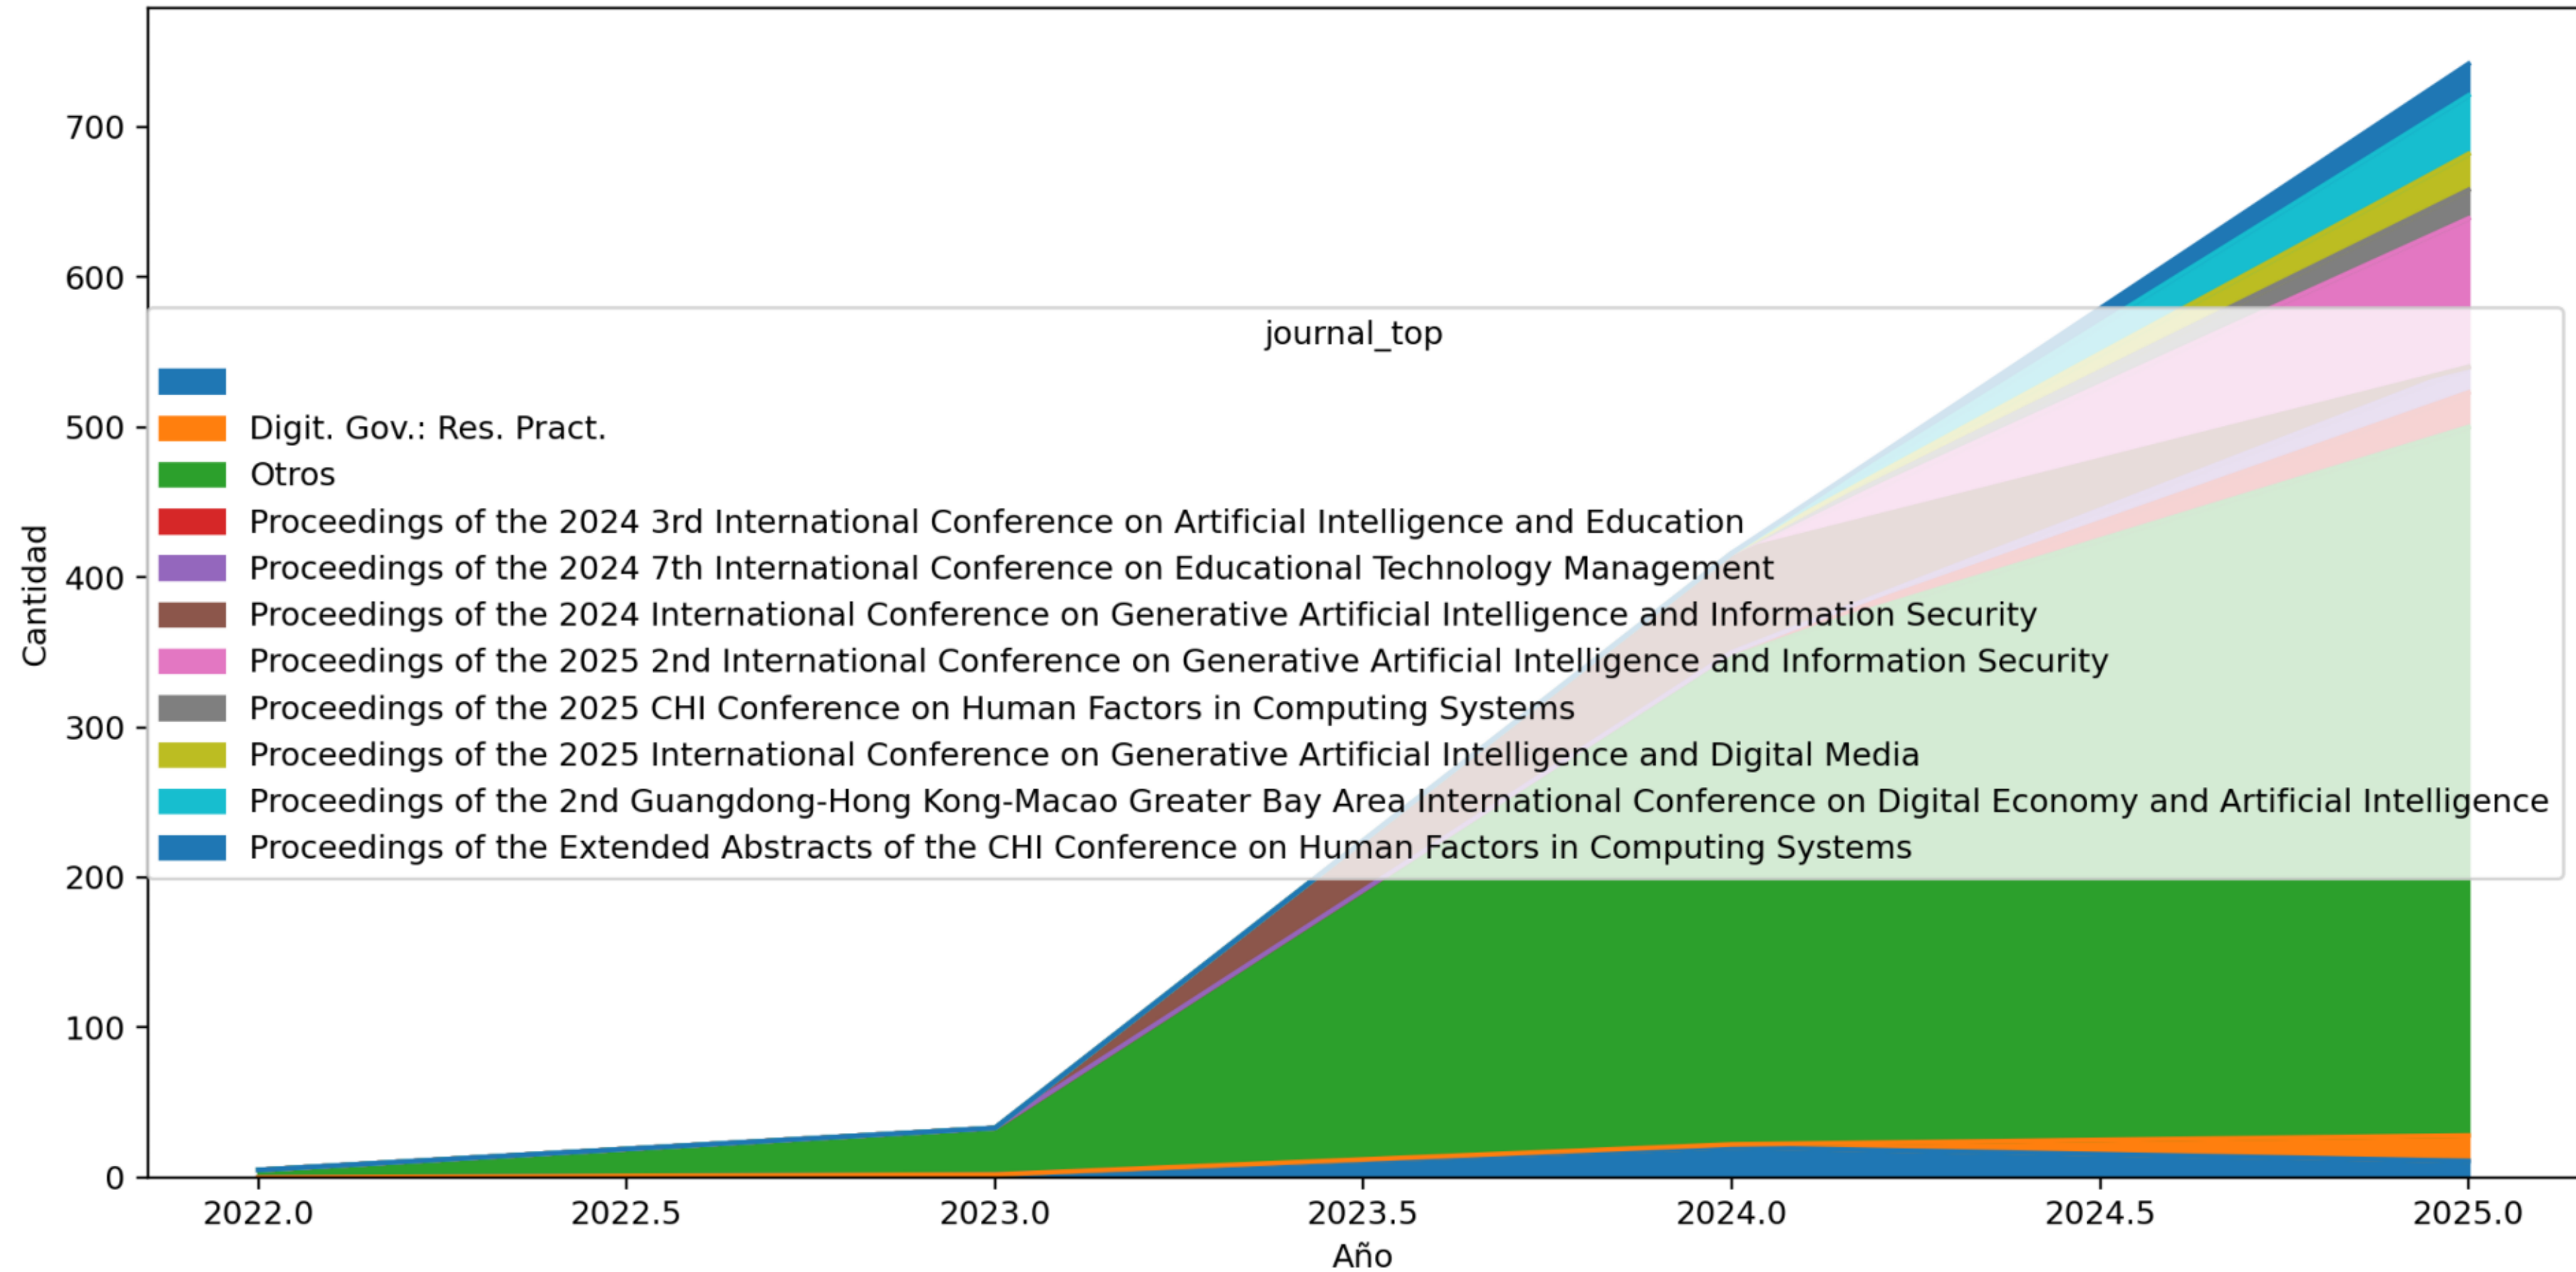 700
600
500
400
300
200
100
0
Cantidad
journal_top
Digit. Gov.: Res. Pract.
Otros
Proceedings of the 2024 3rd International Conference on Artificial Intelligence and Education
Proceedings of the 2024 7th International Conference on Educational Technology Management
Proceedings of the 2024 International Conference on Generative Artificial Intelligence and Information Security
Proceedings of the 2025 2nd International Conference on Generative Artificial Intelligence and Information Security
Proceedings of the 2025 CHI Conference on Human Factors in Computing Systems
Proceedings of the 2025 International Conference on Generative Artificial Intelligence and Digital Media
Proceedings of the 2nd Guangdong-Hong Kong-Macao Greater Bay Area International Conference on Digital Economy and Artificial Intelligence
Proceedings of the Extended Abstracts of the CHI Conference on Human Factors in Computing Systems
2022.0 2022.5 2023.0 2023.5 2024.0 2024.5 2025.0
Año